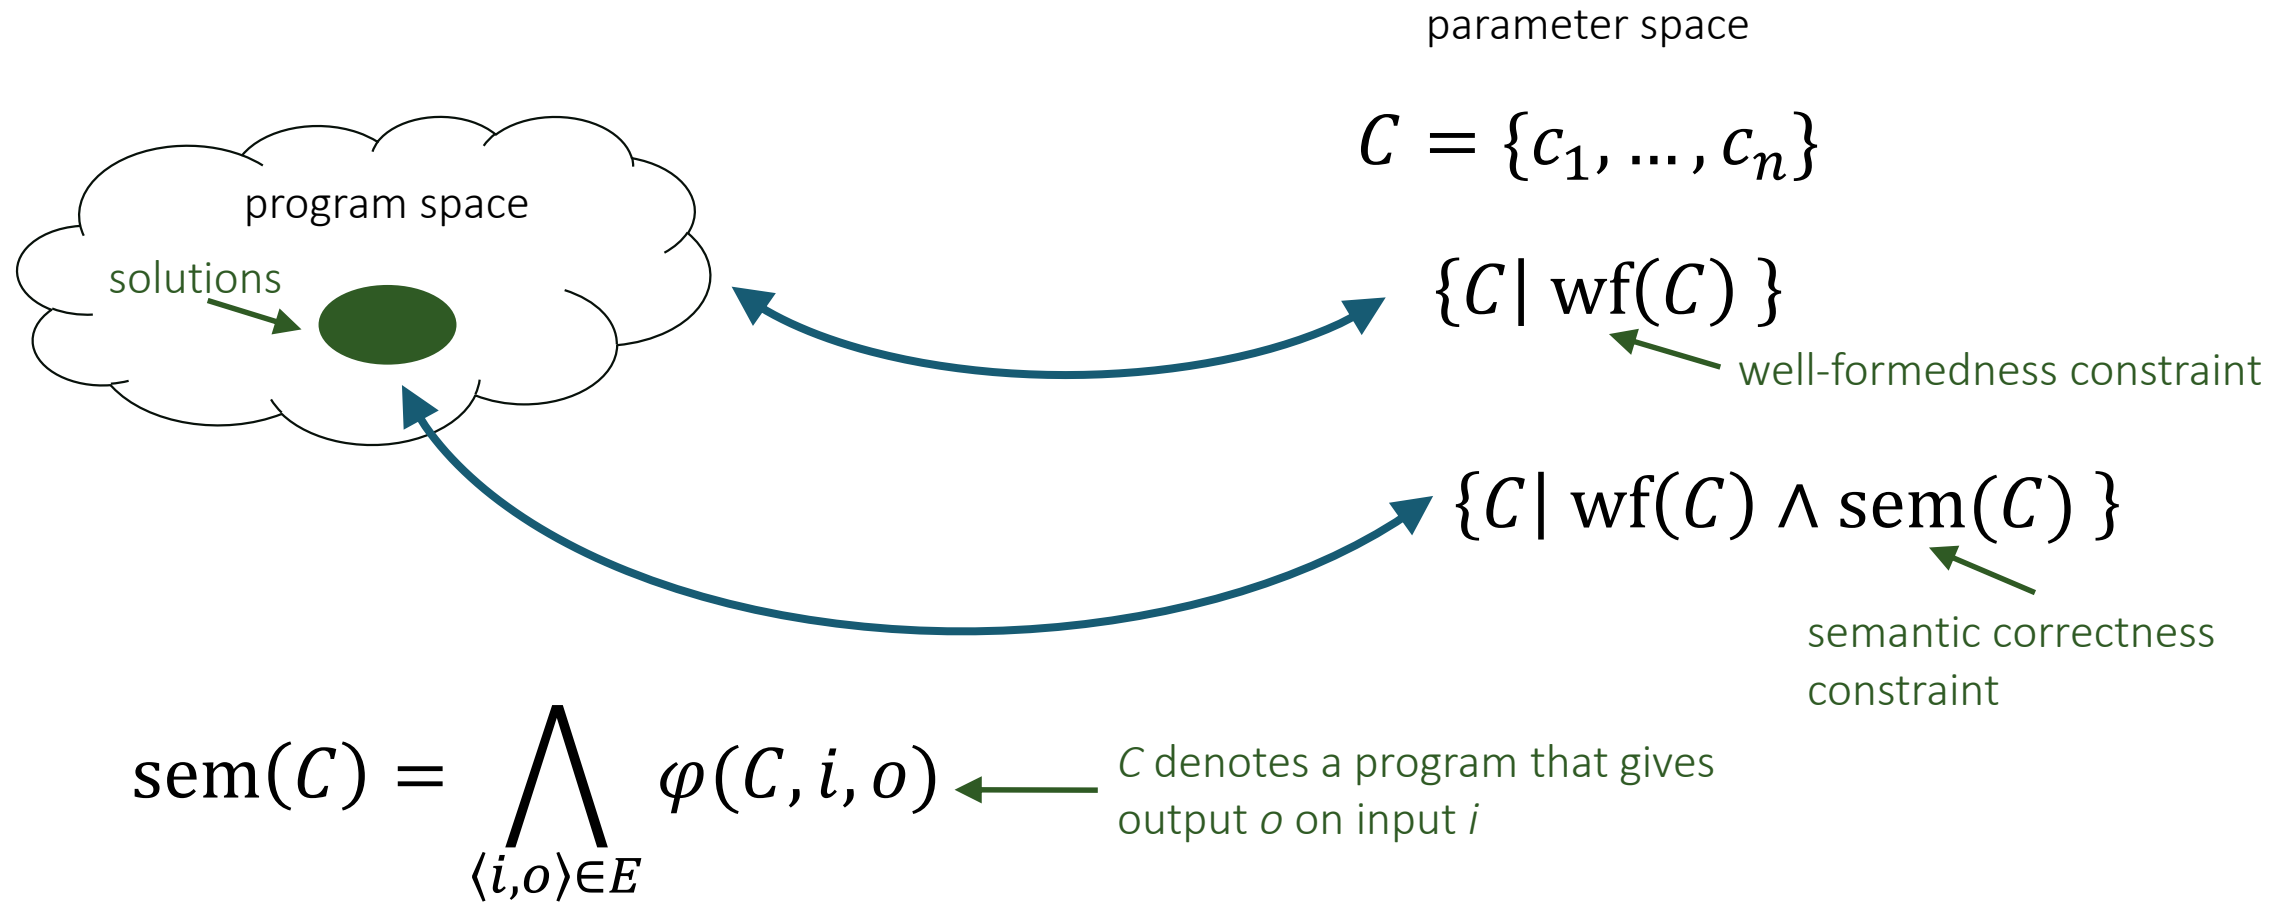 parameter space
C = {c₁, … , cₙ}
program space
solutions
{C| wf(C) }
well-formedness constraint
{C| wf(C) ∧ sem(C) }
semantic correctness
constraint
sem(C) = ⋀ φ(C, i, o)
⟨i,o⟩∈E
C denotes a program that gives
output o on input i